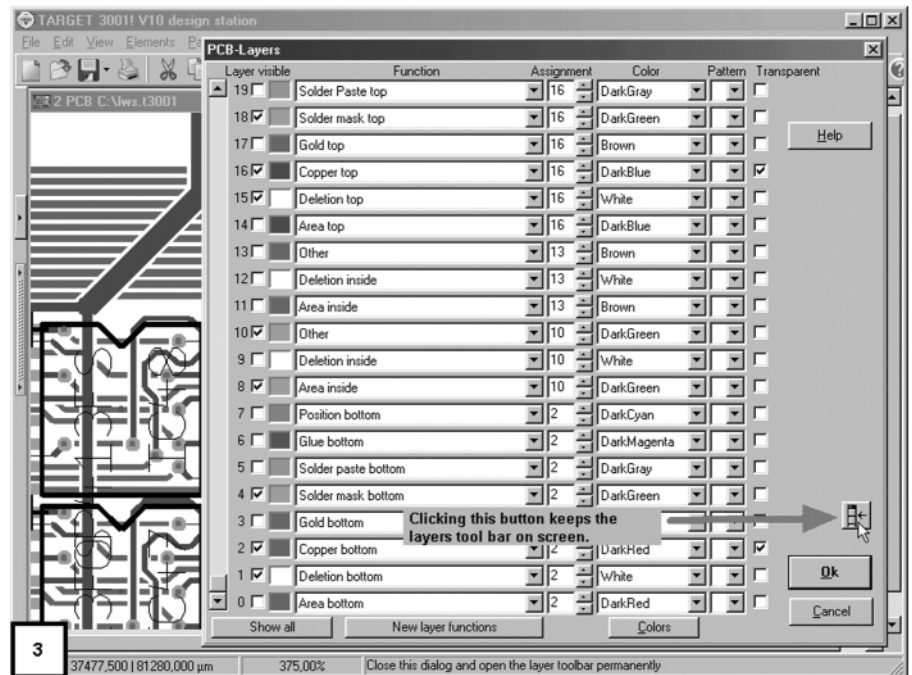 TARGET 3001! V10 design station
File Edit View Elements Pa
PCB-Layers
2 PCB C:\lws.t3001
Layer visible Function Assignment Color Pattern Transparent
19 Solder Paste top 16 DarkGray
18 Solder mask top 16 DarkGreen
Help
17 Gold top 16 Brown
16 Copper top 16 DarkBlue
15 Deletion top 16 White
14 Area top 16 DarkBlue
13 Other 13 Brown
12 Deletion inside 13 White
11 Area inside 13 Brown
10 Other 10 DarkGreen
9 Deletion inside 10 White
8 Area inside 10 DarkGreen
7 Position bottom 2 DarkCyan
6 Glue bottom 2 DarkMagenta
5 Solder paste bottom 2 DarkGray
4 Solder mask bottom 2 DarkGreen
3 Gold bottom
Clicking this button keeps the
layers tool bar on screen.
2 Copper bottom 2 DarkRed
1 Deletion bottom 2 White
Ok
0 Area bottom 2 DarkRed
Cancel
Show all New layer functions Colors
3
37477,500 | 81280,000 µm 375,00% Close this dialog and open the layer toolbar permanently